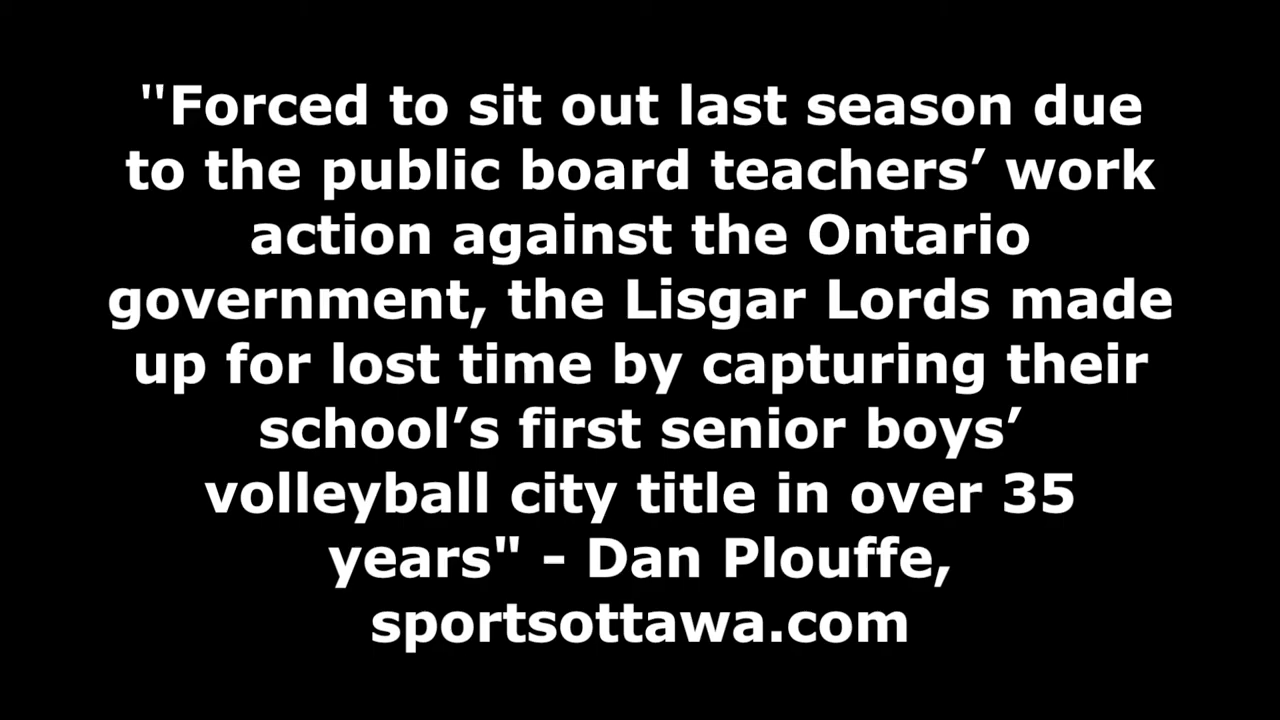 "Forced to sit out last season due
to the public board teachers’ work
action against the Ontario
government, the Lisgar Lords made
up for lost time by capturing their
school’s first senior boys’
volleyball city title in over 35
years" - Dan Plouffe,
sportsottawa.com